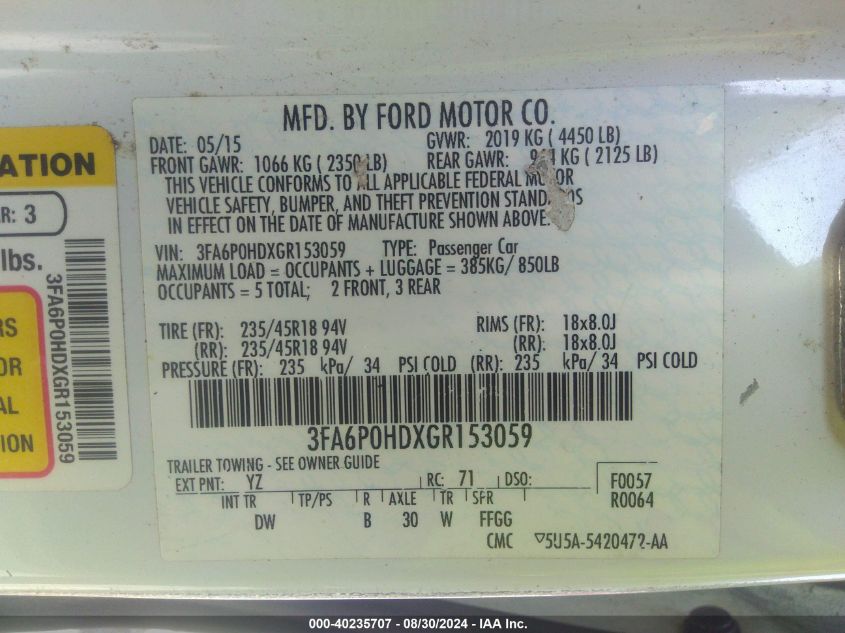 MFD. BY FORD MOTOR CO.
DATE: 05/15 GVWR: 2019 KG ( 4450 LB)
FRONT GAWR: 1066 KG ( 2350 LB) REAR GAWR: KG ( 2125 LB)
THIS VEHICLE CONFORMS TO ALL APPLICABLE FEDERAL MOTOR
VEHICLE SAFETY, BUMPER, AND THEFT PREVENTION STANDARDS
IN EFFECT ON THE DATE OF MANUFACTURE SHOWN ABOVE.
VIN: 3FA6P0HDXGR153059 TYPE: Passenger Car
MAXIMUM LOAD = OCCUPANTS + LUGGAGE = 385KG/ 850LB
OCCUPANTS = 5 TOTAL; 2 FRONT, 3 REAR
TIRE (FR): 235/45R18 94V RIMS (FR): 18x8.0J
(RR): 235/45R18 94V (RR): 18x8.0J
PRESSURE (FR): 235 kPa/ 34 PSI COLD (RR): 235 kPa/ 34 PSI COLD
3FA6P0HDXGR153059
TRAILER TOWING - SEE OWNER GUIDE
EXT PNT: YZ RC: 71 DSO: F0057
INT TR TP/PS R AXLE TR SPR R0064
DW B 30 W FFGG
CMC ▽5U5A-5420472-AA
ATION
R: 3
lbs.
3FA6P0HDXGR153059
RS
OR
AL
ION
000-40235707 - 08/30/2024 - IAA Inc.